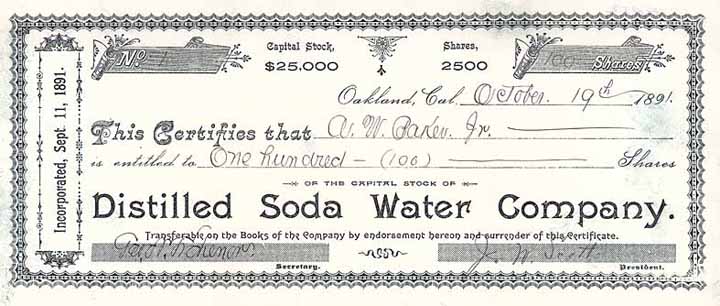 Incorporated, Sept. 11, 1891.
No. 1
Capital Stock, Shares,
$25,000 2500
100 Shares
Oakland, Cal. October 19th 1891.
This Certifies that A. W. Baker Jr.
is entitled to One hundred - (100) Shares
OF THE CAPITAL STOCK OF
Distilled Soda Water Company.
Transferable on the Books of the Company by endorsement hereon and surrender of this Certificate.
J. W. Scott
Secretary. President.